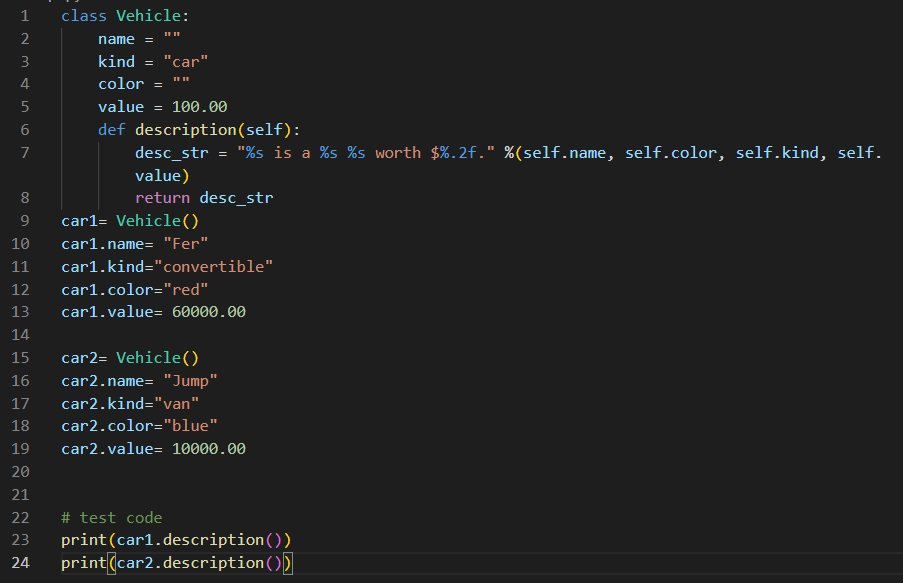 1 class Vehicle:
2     name = ""
3     kind = "car"
4     color = ""
5     value = 100.00
6     def description(self):
7         desc_str = "%s is a %s %s worth $%.2f." %(self.name, self.color, self.kind, self.
        value)
8         return desc_str
9 car1= Vehicle()
10 car1.name= "Fer"
11 car1.kind="convertible"
12 car1.color="red"
13 car1.value= 60000.00
14
15 car2= Vehicle()
16 car2.name= "Jump"
17 car2.kind="van"
18 car2.color="blue"
19 car2.value= 10000.00
20
21
22 # test code
23 print(car1.description())
24 print(car2.description())